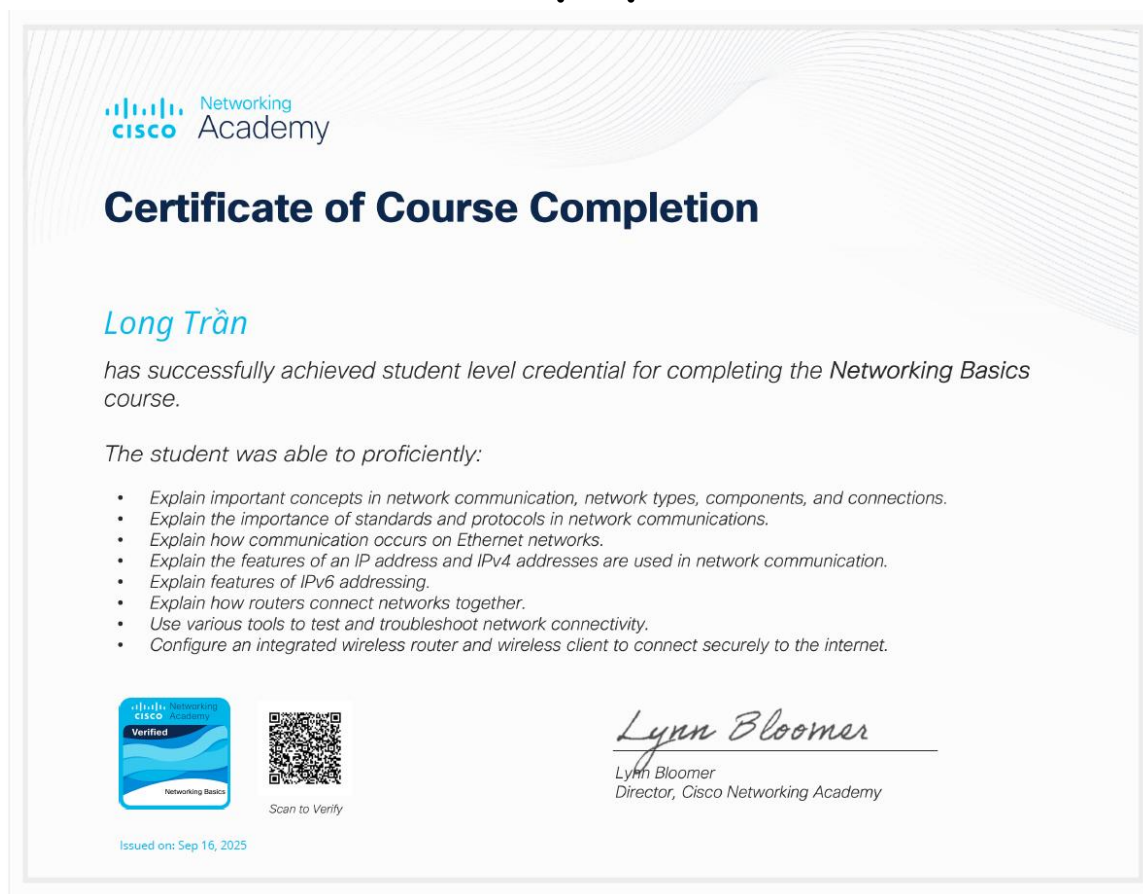 Networking
CISCO Academy
Certificate of Course Completion
Long Trần
has successfully achieved student level credential for completing the Networking Basics
course.
The student was able to proficiently:
• Explain important concepts in network communication, network types, components, and connections.
• Explain the importance of standards and protocols in network communications.
• Explain how communication occurs on Ethernet networks.
• Explain the features of an IP address and IPv4 addresses are used in network communication.
• Explain features of IPv6 addressing.
• Explain how routers connect networks together.
• Use various tools to test and troubleshoot network connectivity.
• Configure an integrated wireless router and wireless client to connect securely to the internet.
Networking
CISCO Academy
Verified
Networking Basics
Scan to Verify
Issued on: Sep 16, 2025
Lynn Bloomer
Lynn Bloomer
Director, Cisco Networking Academy